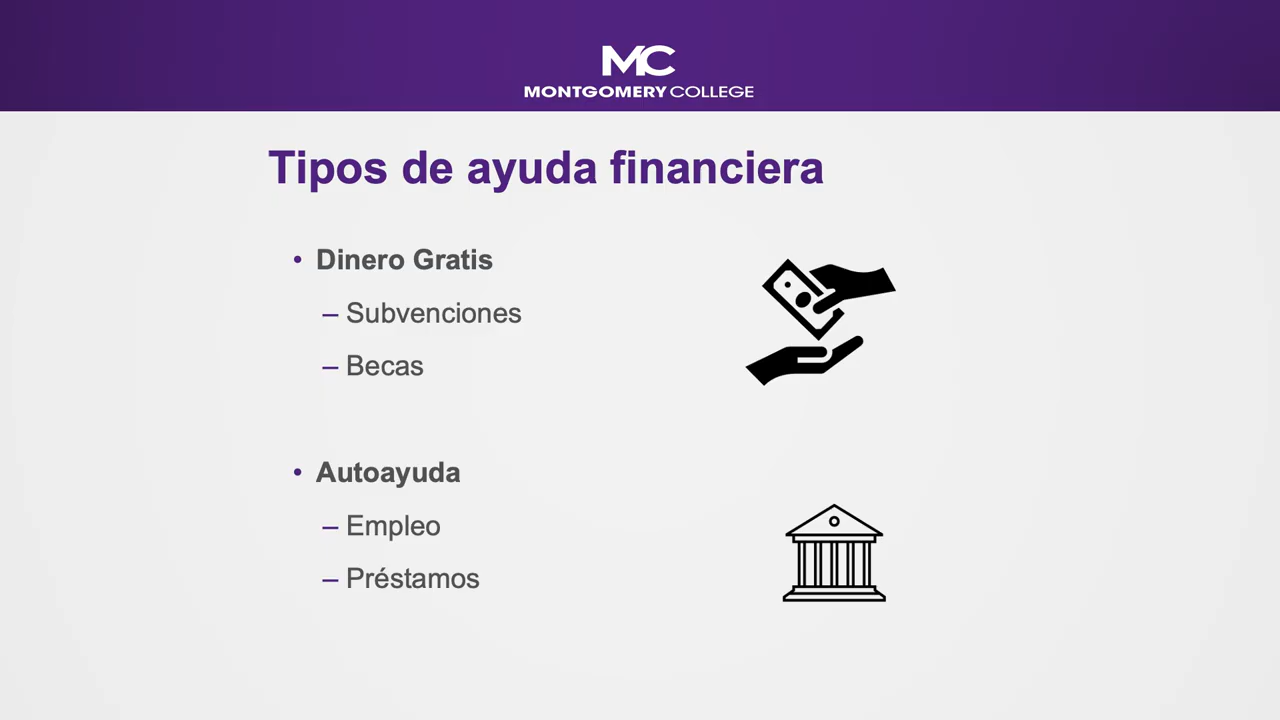 MC
MONTGOMERY COLLEGE
Tipos de ayuda financiera
• Dinero Gratis
– Subvenciones
– Becas
• Autoayuda
– Empleo
– Préstamos